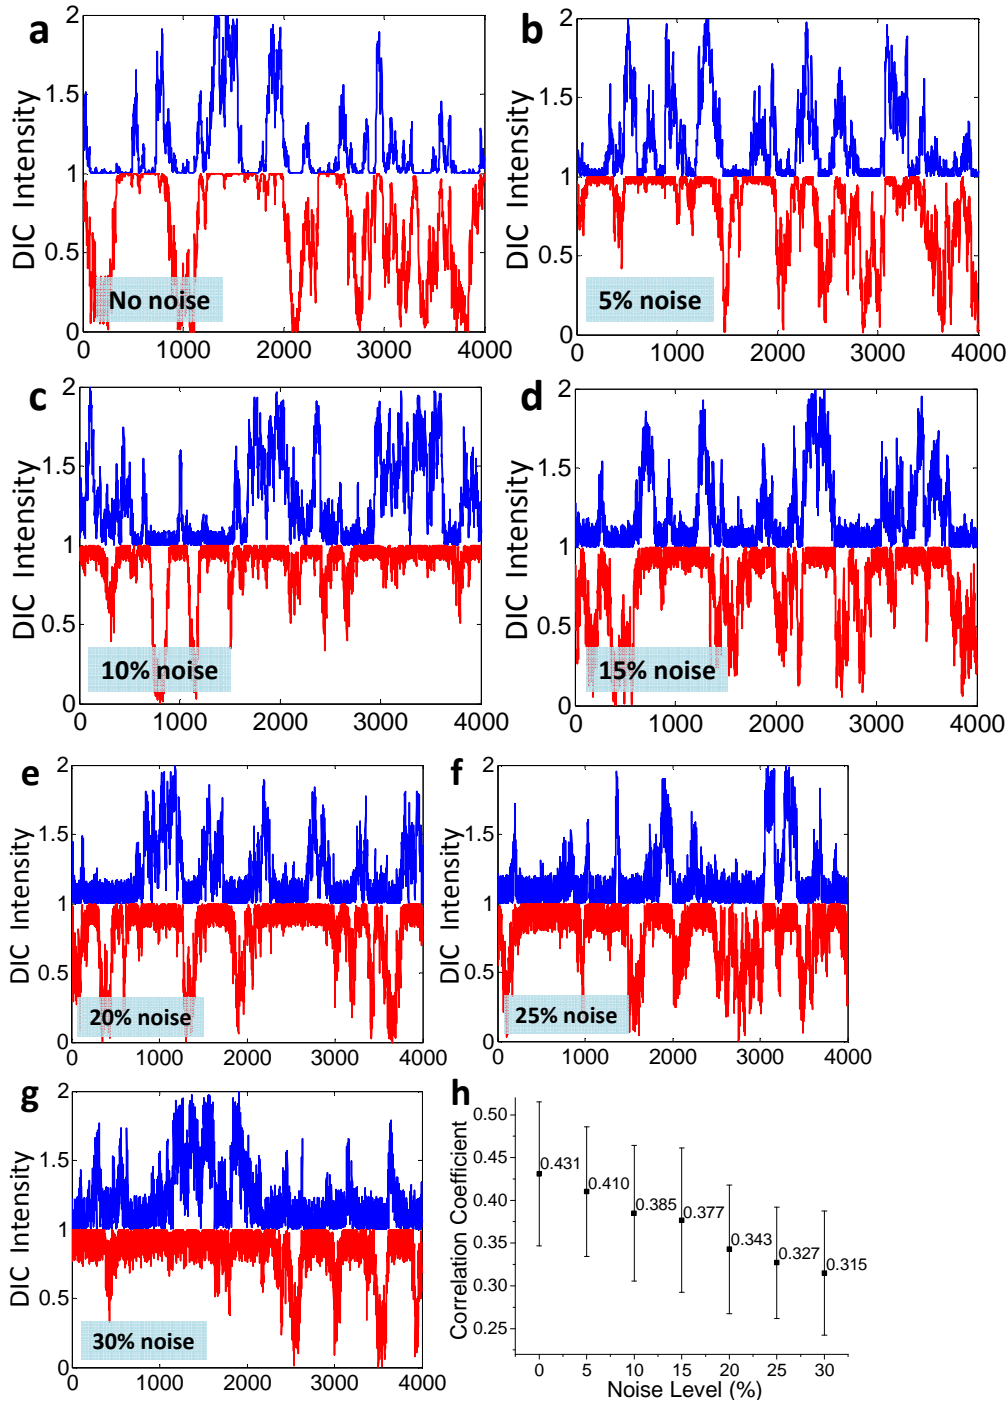 a
2
1.5
1
0.5
0
DIC Intensity
No noise
0 1000 2000 3000 4000
b
2
1.5
1
0.5
0
DIC Intensity
5% noise
0 1000 2000 3000 4000
c
2
1.5
1
0.5
0
DIC Intensity
10% noise
0 1000 2000 3000 4000
d
2
1.5
1
0.5
0
DIC Intensity
15% noise
0 1000 2000 3000 4000
e
2
1.5
1
0.5
0
DIC Intensity
20% noise
0 1000 2000 3000 4000
f
2
1.5
1
0.5
0
DIC Intensity
25% noise
0 1000 2000 3000 4000
g
2
1.5
1
0.5
0
DIC Intensity
30% noise
0 1000 2000 3000 4000
h
0.50
0.45
0.40
0.35
0.30
0.25
Correlation Coefficient
0.431
0.410
0.385
0.377
0.343
0.327
0.315
0 5 10 15 20 25 30
Noise Level (%)